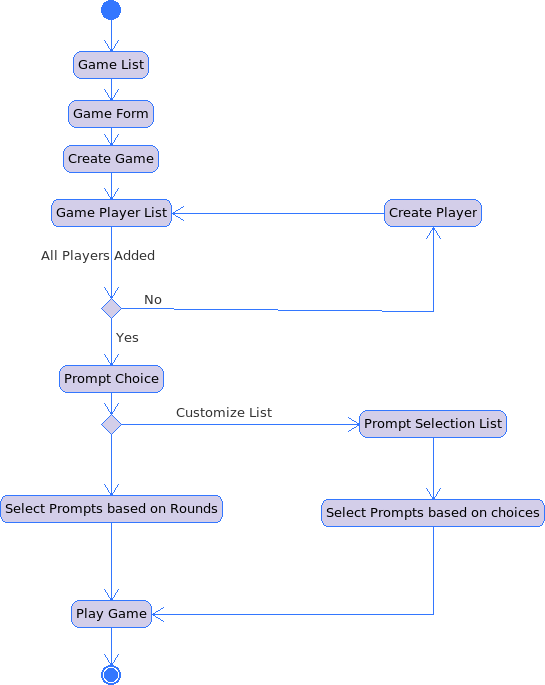 Game List
Game Form
Create Game
Game Player List
Create Player
All Players Added
No
Yes
Prompt Choice
Customize List
Prompt Selection List
Select Prompts based on Rounds
Select Prompts based on choices
Play Game